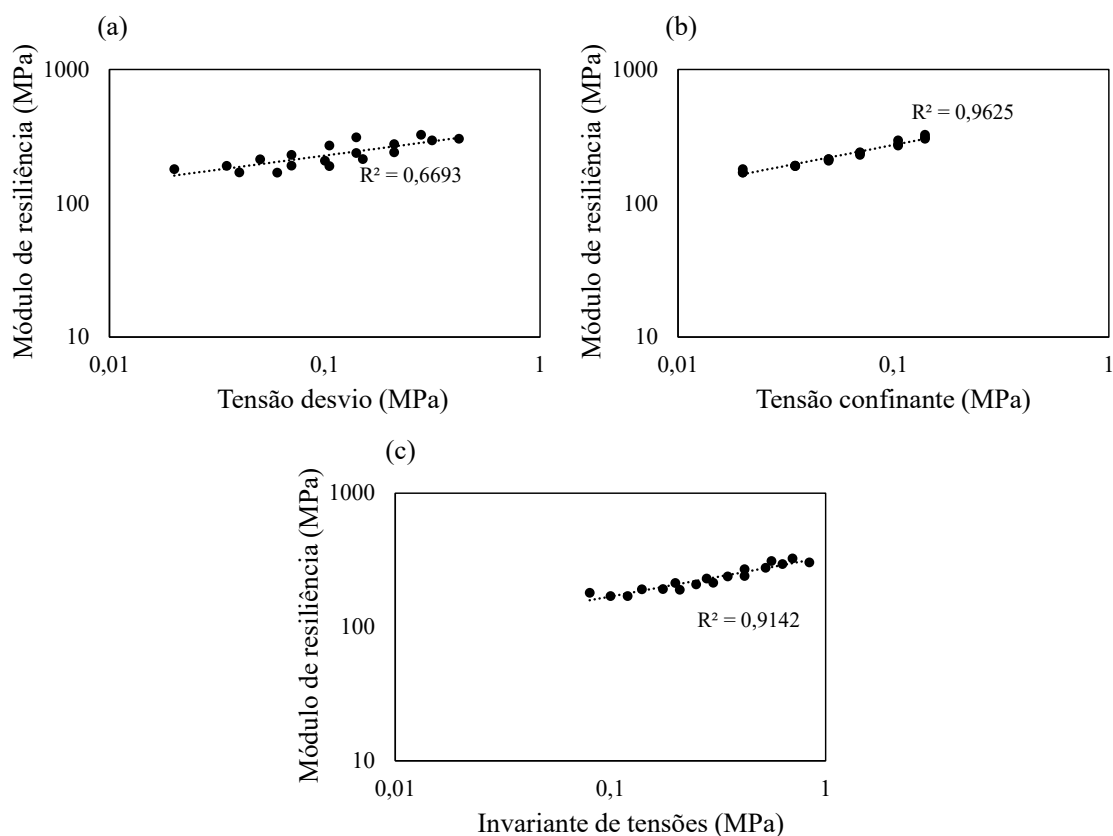 (a)
Módulo de resiliência (MPa)
1000
100
10
R² = 0,6693
0,01
0,1
1
Tensão desvio (MPa)
(b)
Módulo de resiliência (MPa)
1000
100
10
R² = 0,9625
0,01
0,1
1
Tensão confinante (MPa)
(c)
Módulo de resiliência (MPa)
1000
100
10
R² = 0,9142
0,01
0,1
1
Invariante de tensões (MPa)